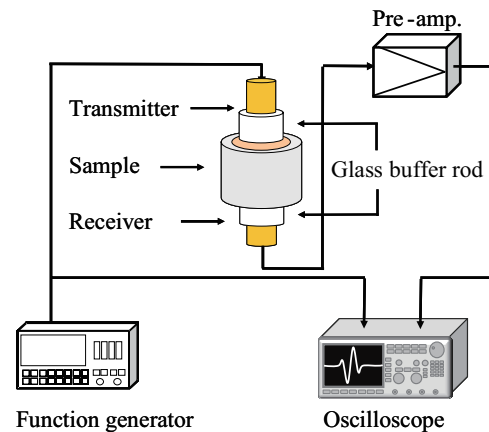 Pre-amp.
Transmitter
Sample
Glass buffer rod
Receiver
Function generator
Oscilloscope